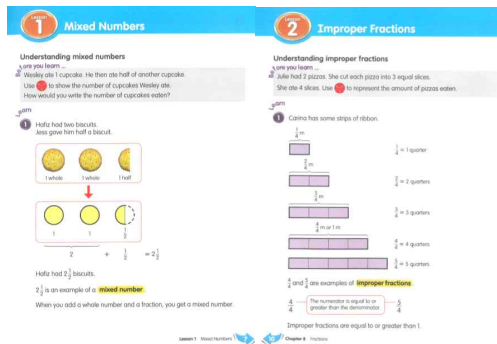 Lesson
1
Mixed Numbers
Understanding mixed numbers
Before you learn ...
Wesley ate 1 cupcake. He then ate half of another cupcake.
Use to show the number of cupcakes Wesley ate.
How would you write the number of cupcakes eaten?
Learn
1 Hafiz had two biscuits.
Jess gave him half a biscuit.
1 whole 1 whole 1 half
1 1 1/2
2 + 1/2 = 2 1/2
Hafiz had 2 1/2 biscuits.
2 1/2 is an example of a mixed number.
When you add a whole number and a fraction, you get a mixed number.
Lesson 1 Mixed Numbers 7
Lesson
2
Improper Fractions
Understanding improper fractions
Before you learn ...
Julie had 2 pizzas. She cut each pizza into 3 equal slices.
She ate 4 slices. Use to represent the amount of pizzas eaten.
Learn
1 Carina has some strips of ribbon.
1/4 m
1/4 = 1 quarter
2/4 m
2/4 = 2 quarters
3/4 m
3/4 = 3 quarters
4/4 m or 1 m
4/4 = 4 quarters
5/4 = 5 quarters
4/4 and 5/4 are examples of improper fractions
4/4 The numerator is equal to or greater than the denominator. 5/4
Improper fractions are equal to or greater than 1.
10 Chapter 6 Fractions